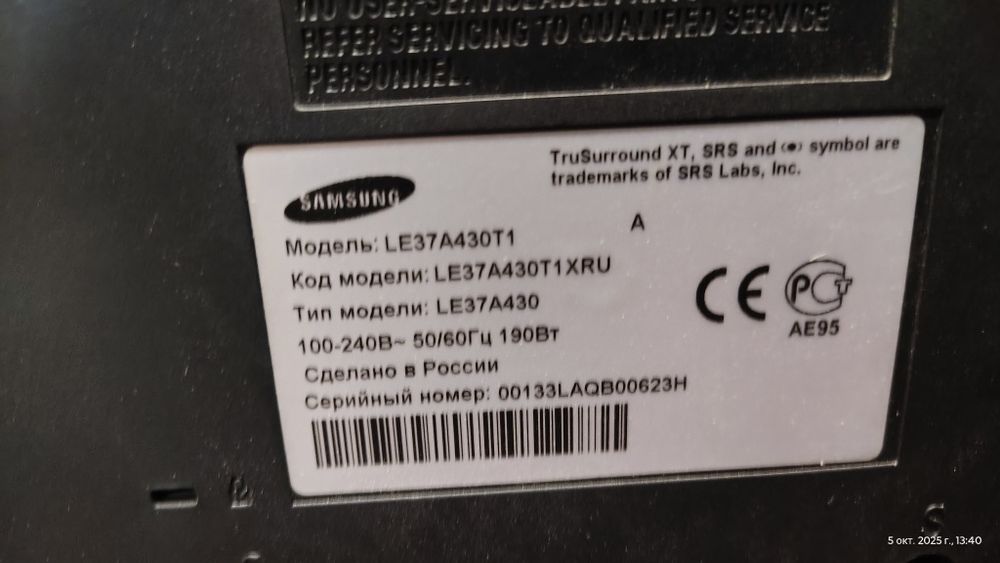 REFER SERVICING TO QUALIFIED SERVICE
PERSONNEL.
TruSurround XT, SRS and (●) symbol are
trademarks of SRS Labs, Inc.
SAMSUNG
A
Модель: LE37A430T1
Код модели: LE37A430T1XRU
Тип модели: LE37A430
100-240В~ 50/60Гц 190Вт
Сделано в России
Серийный номер: 00133LAQB00623H
CE
РСТ
АЕ95
S
5 окт. 2025 г., 13:40